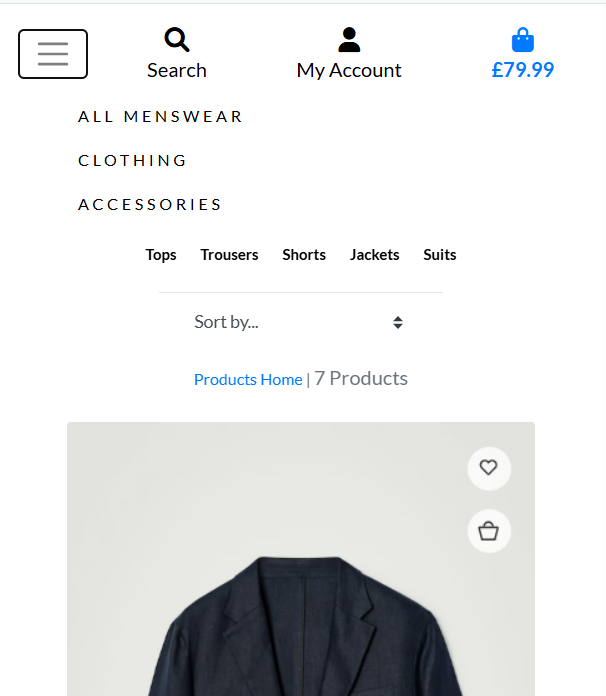 Search
My Account
£79.99
ALL MENSWEAR
CLOTHING
ACCESSORIES
Tops Trousers Shorts Jackets Suits
Sort by...
Products Home | 7 Products